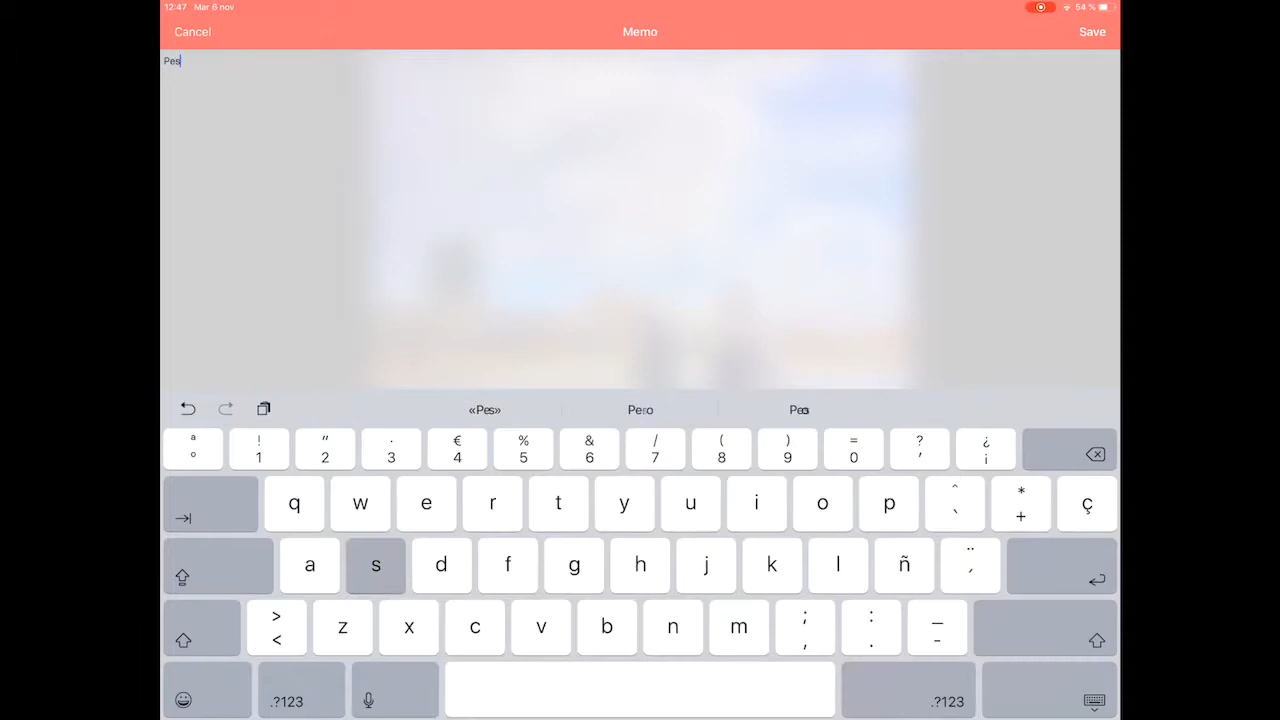 12:47 Mar 6 nov 54 %
Cancel Memo Save
Pes
«Pes» Pero
ª ! " · € % & / ( ) = ? ¿
º 1 2 3 4 5 6 7 8 9 0 ' ¡
q w e r t y u i o p ^ ` * + ç
a s d f g h j k l ñ ¨ ´
> < z x c v b n m ; , : . _ -
.?123 .?123